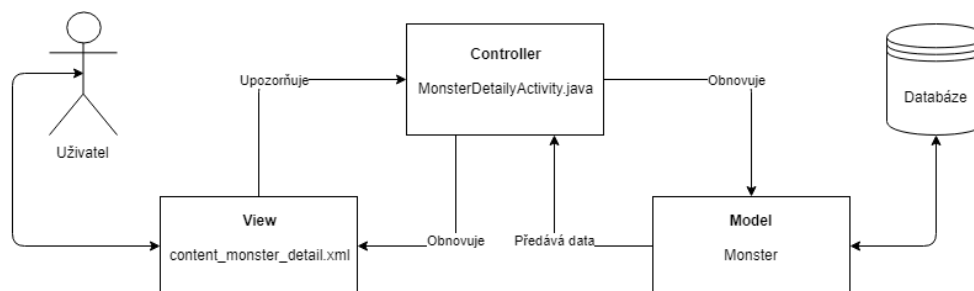 Controller
MonsterDetailyActivity.java
Upozorňuje
Obnovuje
Databáze
Uživatel
View
content_monster_detail.xml
Obnovuje
Předává data
Model
Monster